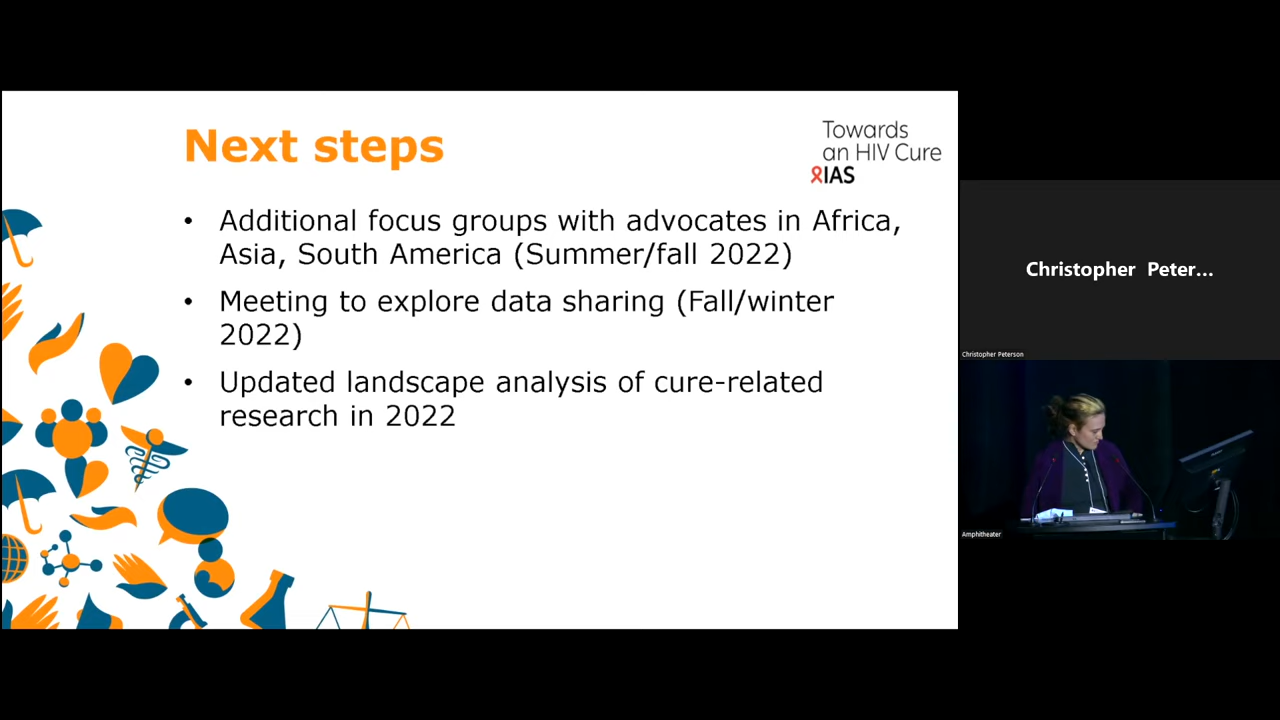 Next steps
Towards
an HIV Cure
IAS
• Additional focus groups with advocates in Africa,
Asia, South America (Summer/fall 2022)
• Meeting to explore data sharing (Fall/winter
2022)
• Updated landscape analysis of cure-related
research in 2022
Christopher Peter...
Christopher Peterson
Amphitheater